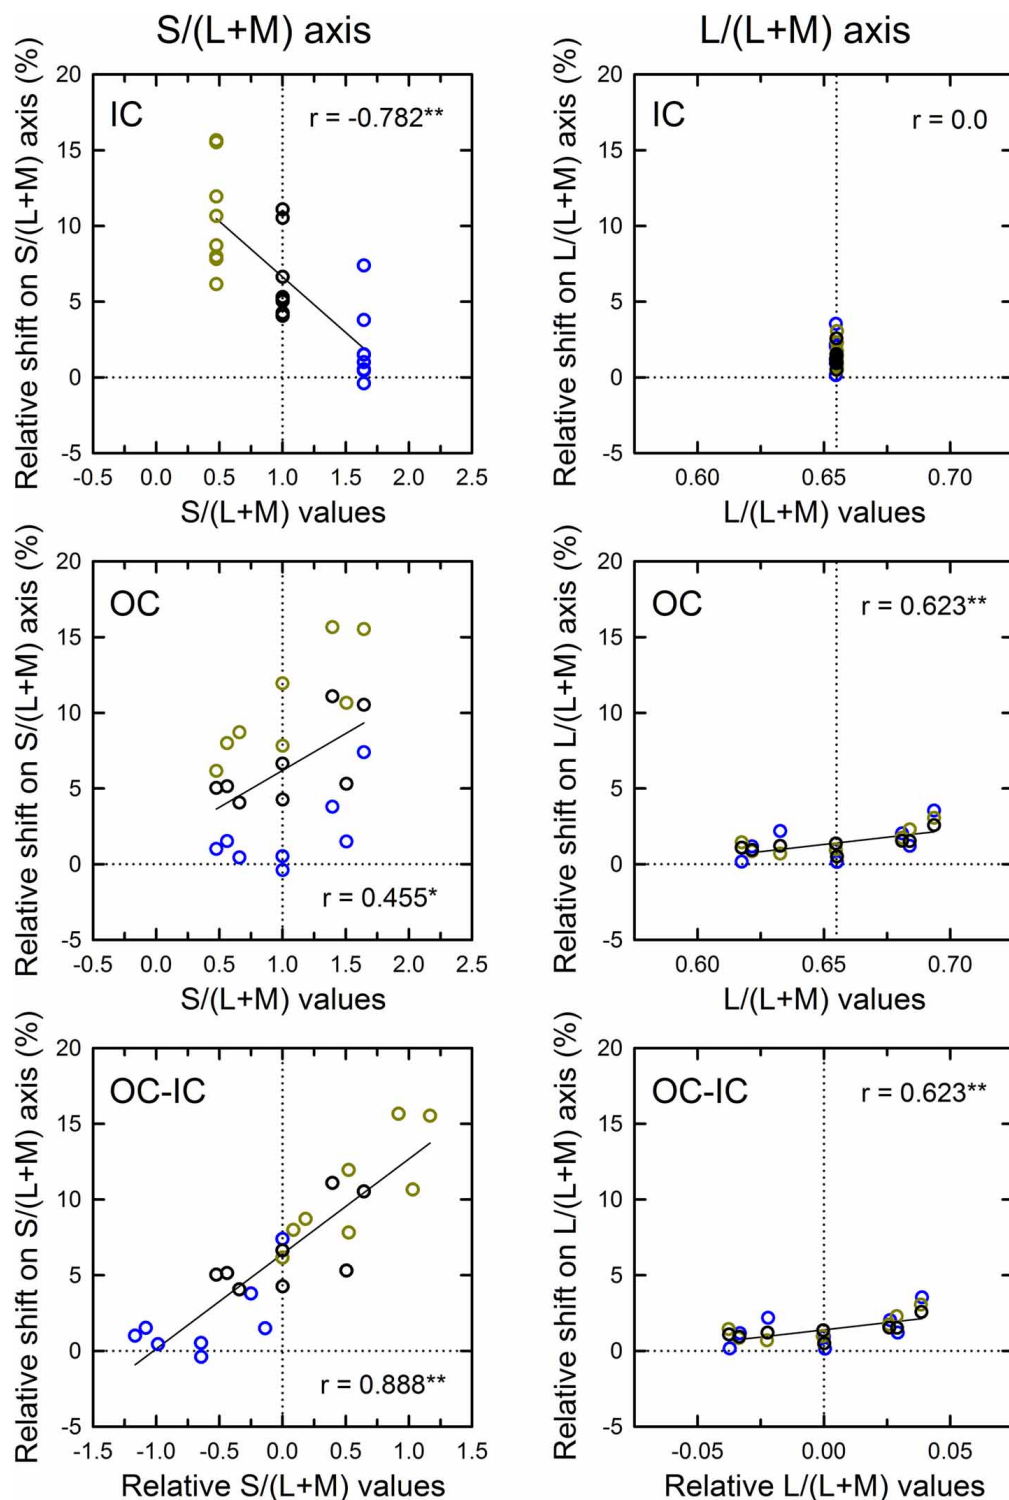 S/(L+M) axis
L/(L+M) axis
Relative shift on S/(L+M) axis (%)
20
15
10
5
0
-5
IC
r = -0.782**
-0.5 0.0 0.5 1.0 1.5 2.0 2.5
S/(L+M) values
Relative shift on L/(L+M) axis (%)
20
15
10
5
0
-5
IC
r = 0.0
0.60 0.65 0.70
L/(L+M) values
Relative shift on S/(L+M) axis (%)
20
15
10
5
0
-5
OC
r = 0.455*
-0.5 0.0 0.5 1.0 1.5 2.0 2.5
S/(L+M) values
Relative shift on L/(L+M) axis (%)
20
15
10
5
0
-5
OC
r = 0.623**
0.60 0.65 0.70
L/(L+M) values
Relative shift on S/(L+M) axis (%)
20
15
10
5
0
-5
OC-IC
r = 0.888**
-1.5 -1.0 -0.5 0.0 0.5 1.0 1.5
Relative S/(L+M) values
Relative shift on L/(L+M) axis (%)
20
15
10
5
0
-5
OC-IC
r = 0.623**
-0.05 0.00 0.05
Relative L/(L+M) values